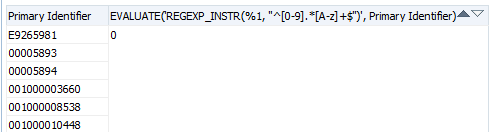 Primary Identifier EVALUATE('REGEXP_INSTR(%1, "^[0-9].*[A-z]+$")', Primary Identifier)
E9265981 0
00005893
00005894
001000003660
001000008538
001000010448